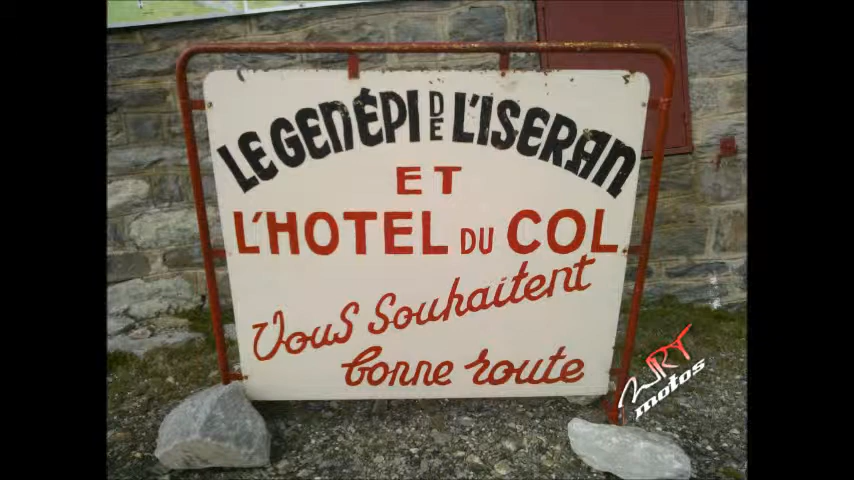 LE GENÉPI DE L'ISERAN
ET
L'HOTEL DU COL
Vous Souhaitent
bonne route
motos